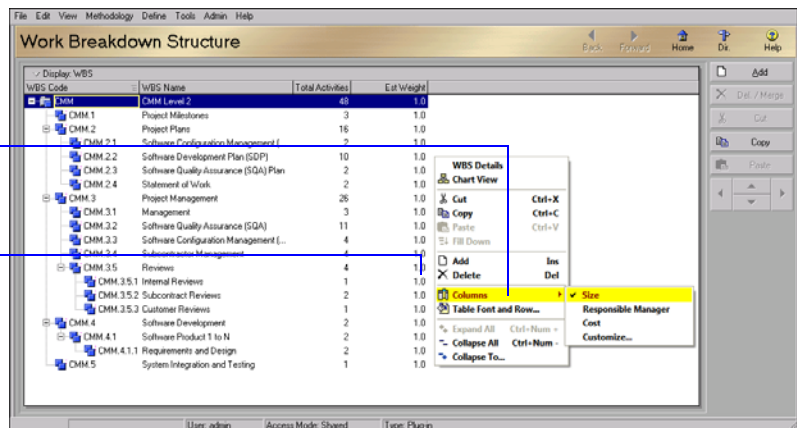 File Edit View Methodology Define Tools Admin Help
Work Breakdown Structure
Back Forward Home Dir. Help
Display: WBS
WBS Code WBS Name Total Activities Est Weight
CMM CMM Level 2 48 1.0
CMM.1 Project Milestones 3 1.0
CMM.2 Project Plans 16 1.0
CMM.2.1 Software Configuration Management ( 2 1.0
CMM.2.2 Software Development Plan (SDP) 10 1.0
CMM.2.3 Software Quality Assurance (SQA) Plan 2 1.0
CMM.2.4 Statement of Work 2 1.0
CMM.3 Project Management 26 1.0
CMM.3.1 Management 3 1.0
CMM.3.2 Software Quality Assurance (SQA) 11 1.0
CMM.3.3 Software Configuration Management (... 4 1.0
CMM.3.4 Subcontractor Management 4 1.0
CMM.3.5 Reviews 4 1.0
CMM.3.5.1 Internal Reviews 1 1.0
CMM.3.5.2 Subcontract Reviews 2 1.0
CMM.3.5.3 Customer Reviews 1 1.0
CMM.4 Software Development 2 1.0
CMM.4.1 Software Product 1 to N 2 1.0
CMM.4.1.1 Requirements and Design 2 1.0
CMM.5 System Integration and Testing 1 1.0
WBS Details
Chart View
Cut Ctrl+X
Copy Ctrl+C
Paste Ctrl+V
Fill Down
Add Ins
Delete Del
Columns
Table Font and Row...
Expand All Ctrl+Num +
Collapse All Ctrl+Num -
Collapse To...
Size
Responsible Manager
Cost
Customize...
Add
Del. / Merge
Cut
Copy
Paste
User: admin Access Mode: Shared Type: Plug-in